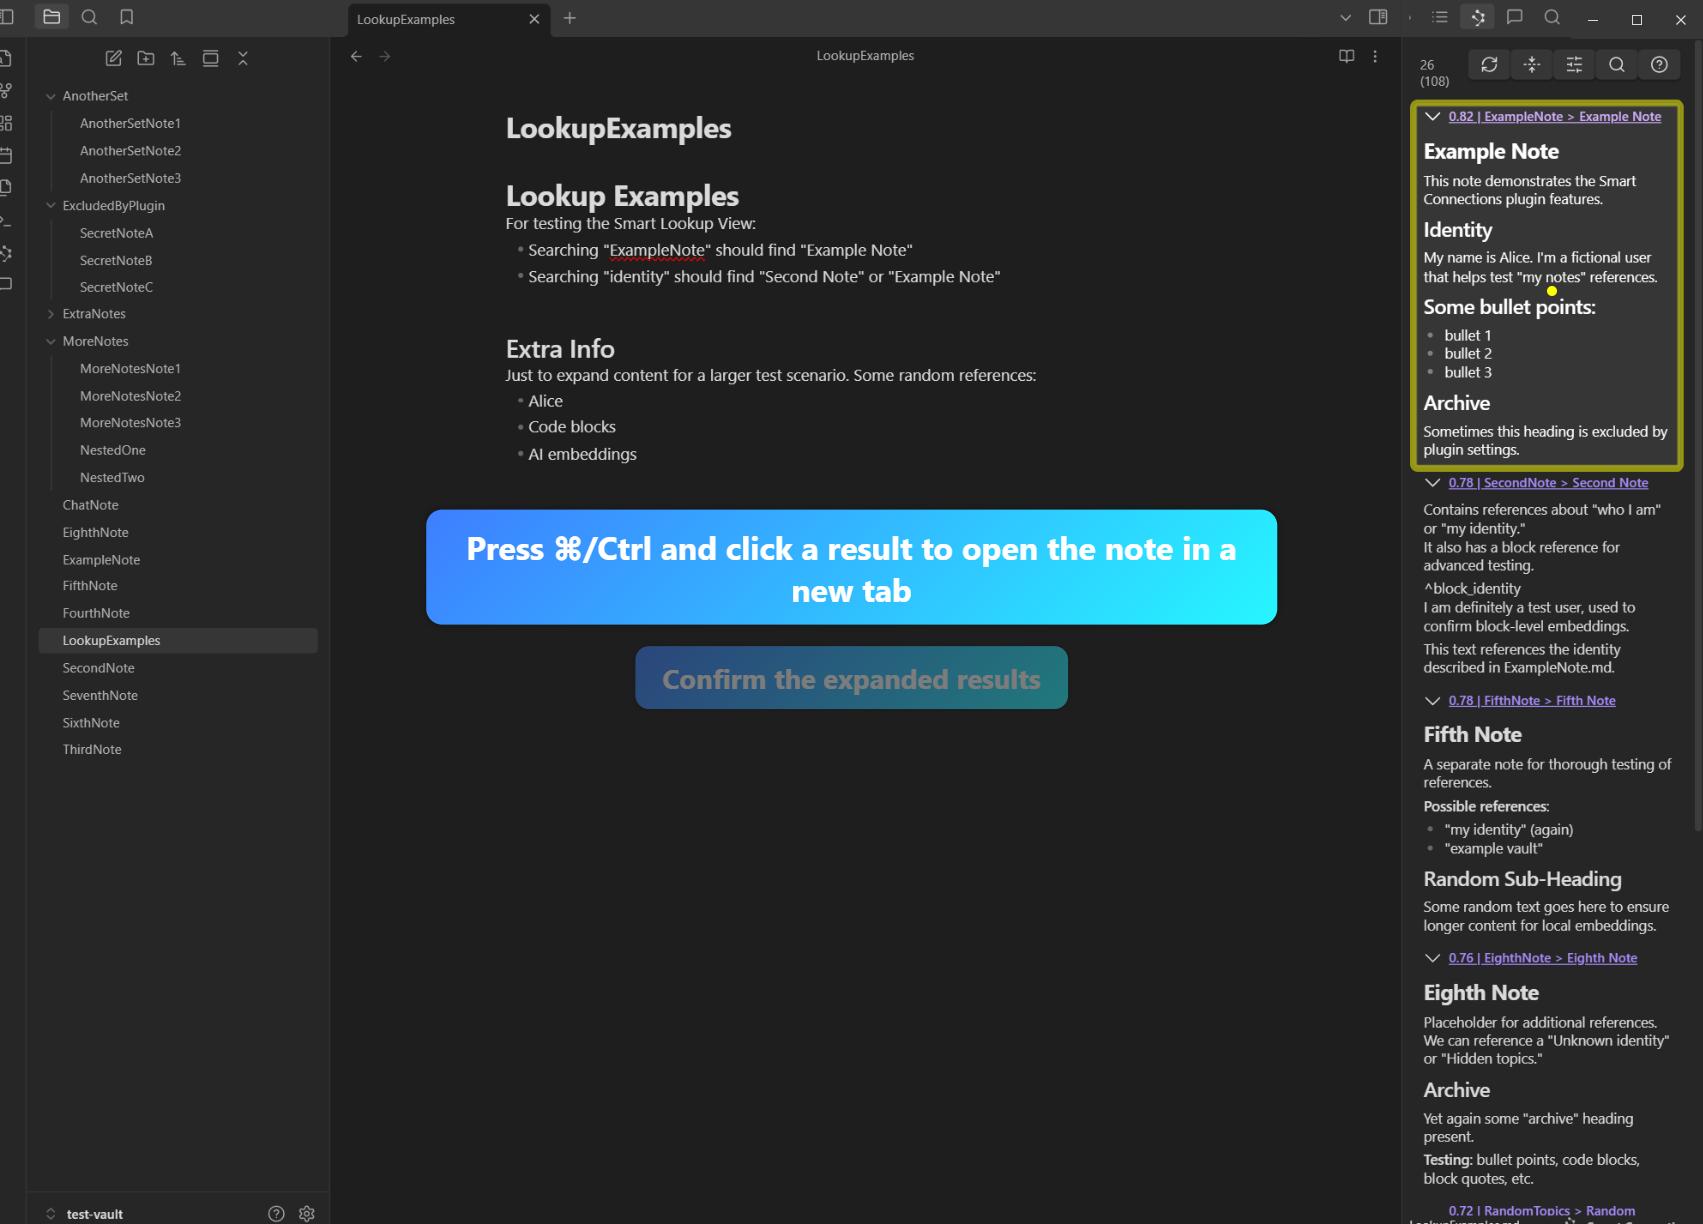 LookupExamples
LookupExamples
26
(108)
AnotherSet
AnotherSetNote1
AnotherSetNote2
AnotherSetNote3
ExcludedByPlugin
SecretNoteA
SecretNoteB
SecretNoteC
ExtraNotes
MoreNotes
MoreNotesNote1
MoreNotesNote2
MoreNotesNote3
NestedOne
NestedTwo
ChatNote
EighthNote
ExampleNote
FifthNote
FourthNote
LookupExamples
SecondNote
SeventhNote
SixthNote
ThirdNote
test-vault
LookupExamples
Lookup Examples
For testing the Smart Lookup View:
• Searching "ExampleNote" should find "Example Note"
• Searching "identity" should find "Second Note" or "Example Note"
Extra Info
Just to expand content for a larger test scenario. Some random references:
• Alice
• Code blocks
• AI embeddings
Press ⌘/Ctrl and click a result to open the note in a
new tab
Confirm the expanded results
0.82 | ExampleNote > Example Note
Example Note
This note demonstrates the Smart
Connections plugin features.
Identity
My name is Alice. I'm a fictional user
that helps test "my notes" references.
Some bullet points:
• bullet 1
• bullet 2
• bullet 3
Archive
Sometimes this heading is excluded by
plugin settings.
0.78 | SecondNote > Second Note
Contains references about "who I am"
or "my identity."
It also has a block reference for
advanced testing.
^block_identity
I am definitely a test user, used to
confirm block-level embeddings.
This text references the identity
described in ExampleNote.md.
0.78 | FifthNote > Fifth Note
Fifth Note
A separate note for thorough testing of
references.
Possible references:
• "my identity" (again)
• "example vault"
Random Sub-Heading
Some random text goes here to ensure
longer content for local embeddings.
0.76 | EighthNote > Eighth Note
Eighth Note
Placeholder for additional references.
We can reference a "Unknown identity"
or "Hidden topics."
Archive
Yet again some "archive" heading
present.
Testing: bullet points, code blocks,
block quotes, etc.
0.72 | RandomTopics > Random